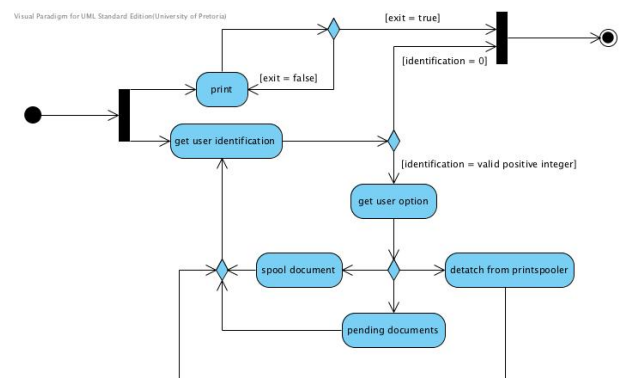 Visual Paradigm for UML Standard Edition(University of Pretoria)
[exit = true]
[identification = 0]
[exit = false]
print
get user identification
[identification = valid positive integer]
get user option
spool document
detatch from printspooler
pending documents